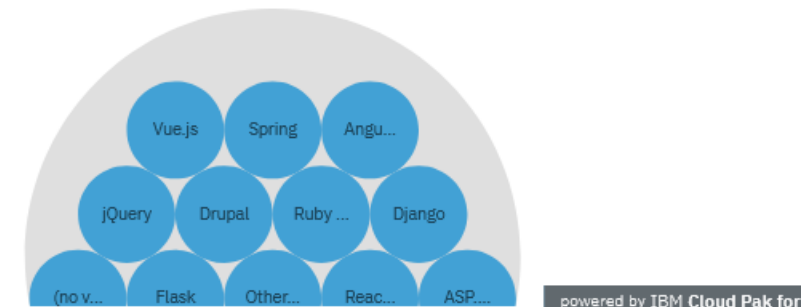 Vue.js Spring Angu...
jQuery Drupal Ruby ... Django
(no v... Flask Other... Reac... ASP....
powered by IBM Cloud Pak for